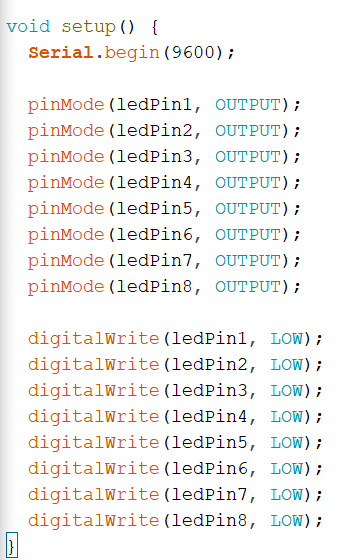 void setup() {
  Serial.begin(9600);

  pinMode(ledPin1, OUTPUT);
  pinMode(ledPin2, OUTPUT);
  pinMode(ledPin3, OUTPUT);
  pinMode(ledPin4, OUTPUT);
  pinMode(ledPin5, OUTPUT);
  pinMode(ledPin6, OUTPUT);
  pinMode(ledPin7, OUTPUT);
  pinMode(ledPin8, OUTPUT);

  digitalWrite(ledPin1, LOW);
  digitalWrite(ledPin2, LOW);
  digitalWrite(ledPin3, LOW);
  digitalWrite(ledPin4, LOW);
  digitalWrite(ledPin5, LOW);
  digitalWrite(ledPin6, LOW);
  digitalWrite(ledPin7, LOW);
  digitalWrite(ledPin8, LOW);
}